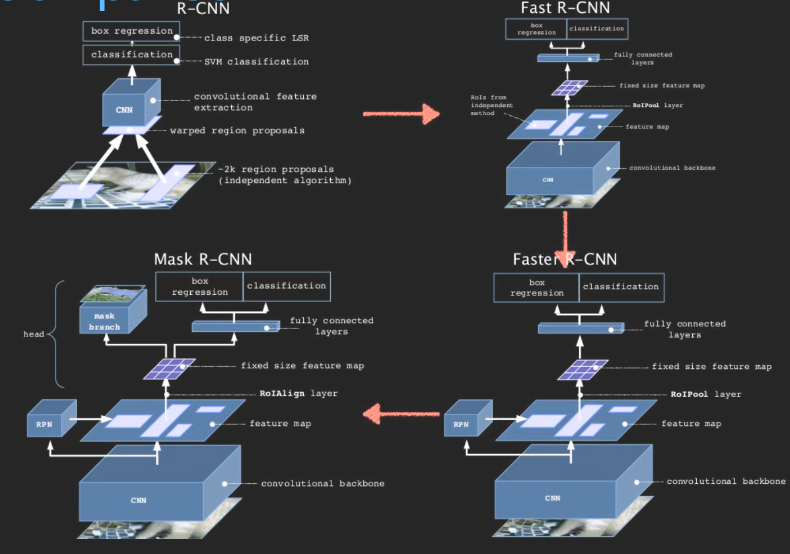 R-CNN
box regression
class specific LSR
classification
SVM classification
CNN
convolutional feature
extraction
warped region proposals
~2k region proposals
(independent algorithm)
Fast R-CNN
box
regression
classification
fully connected
layers
fixed size feature map
RoIs from
independent
method
RoIPool layer
feature map
CNN
convolutional backbone
Mask R-CNN
box
regression
classification
mask
branch
head
fully connected
layers
fixed size feature map
RoIAlign layer
RPN
feature map
CNN
convolutional backbone
Faster R-CNN
box
regression
classification
fully connected
layers
fixed size feature map
RoIPool layer
RPN
feature map
CNN
convolutional backbone